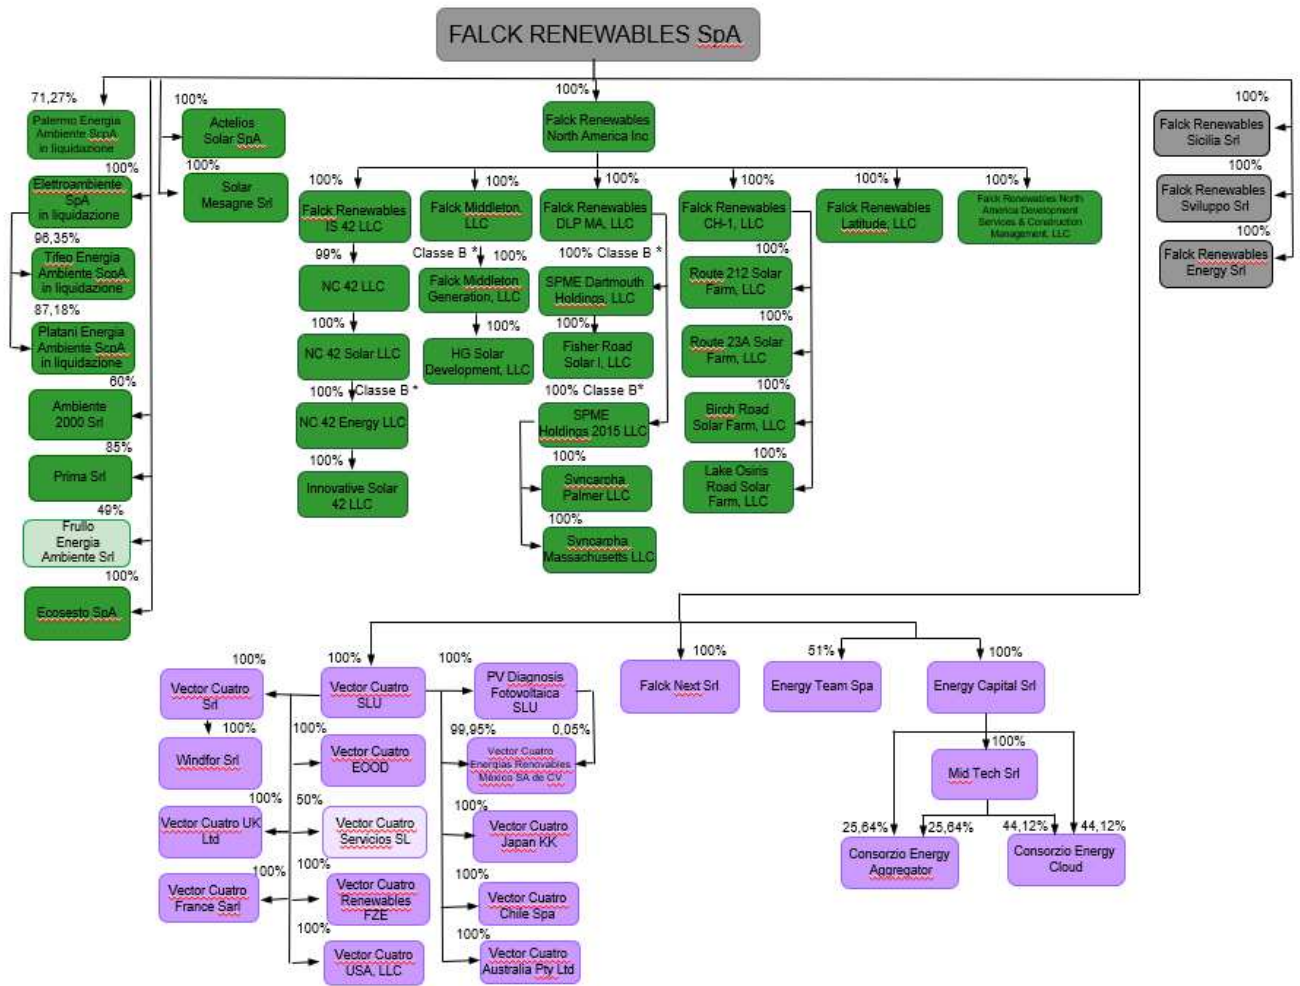 FALCK RENEWABLES SpA
71,27%
Palermo Energia
Ambiente ScpA
in liquidazione
100%
Elettroambiente
SpA
in liquidazione
96,35%
Tifeo Energia
Ambiente ScpA
in liquidazione
87,18%
Platani Energia
Ambiente ScpA
in liquidazione
60%
Ambiente
2000 Srl
85%
Prima Srl
49%
Frullo
Energia
Ambiente Srl
100%
Ecosesto SpA
100%
Actelios
Solar SpA
100%
Solar
Mesagne Srl
100%
Falck Renewables
North America Inc
100%
Falck Renewables
IS 42 LLC
99%
NC 42 LLC
100%
NC 42 Solar LLC
100% Classe B *
NC 42 Energy LLC
100%
Innovative Solar
42 LLC
100%
Falck Middleton
LLC
Classe B * 100%
Falck Middleton
Generation, LLC
100%
HG Solar
Development, LLC
100%
Falck Renewables
DLP MA, LLC
100% Classe B *
SPME Dartmouth
Holdings, LLC
100%
Fisher Road
Solar I, LLC
100% Classe B*
SPME
Holdings 2015 LLC
100%
Syncarpha
Palmer LLC
100%
Syncarpha
Massachusetts LLC
100%
Falck Renewables
CH-1, LLC
100%
Route 212 Solar
Farm, LLC
100%
Route 23A Solar
Farm, LLC
100%
Birch Road
Solar Farm, LLC
100%
Lake Osiris
Road Solar
Farm, LLC
100%
Falck Renewables
Latitude, LLC
100%
Falck Renewables North
America Development
Services & Construction
Management, LLC
100%
Falck Renewables
Sicilia Srl
100%
Falck Renewables
Sviluppo Srl
100%
Falck Renewables
Energy Srl
100%
Vector Cuatro
Srl
100%
Windfor Srl
100%
Vector Cuatro UK
Ltd
100%
Vector Cuatro
France Sarl
100%
Vector Cuatro
SLU
100%
Vector Cuatro
EOOD
50%
Vector Cuatro
Servicios SL
100%
Vector Cuatro
Renewables
FZE
100%
Vector Cuatro
USA, LLC
100%
PV Diagnosis
Fotovoltaica
SLU
99,95% 0,05%
Vector Cuatro
Energias Renovables
México SA de CV
100%
Vector Cuatro
Japan KK
100%
Vector Cuatro
Chile Spa
100%
Vector Cuatro
Australia Pty Ltd
100%
Falck Next Srl
51%
Energy Team Spa
100%
Energy Capital Srl
100%
Mid Tech Srl
25,64% 25,64%
Consorzio Energy
Aggregator
44,12% 44,12%
Consorzio Energy
Cloud